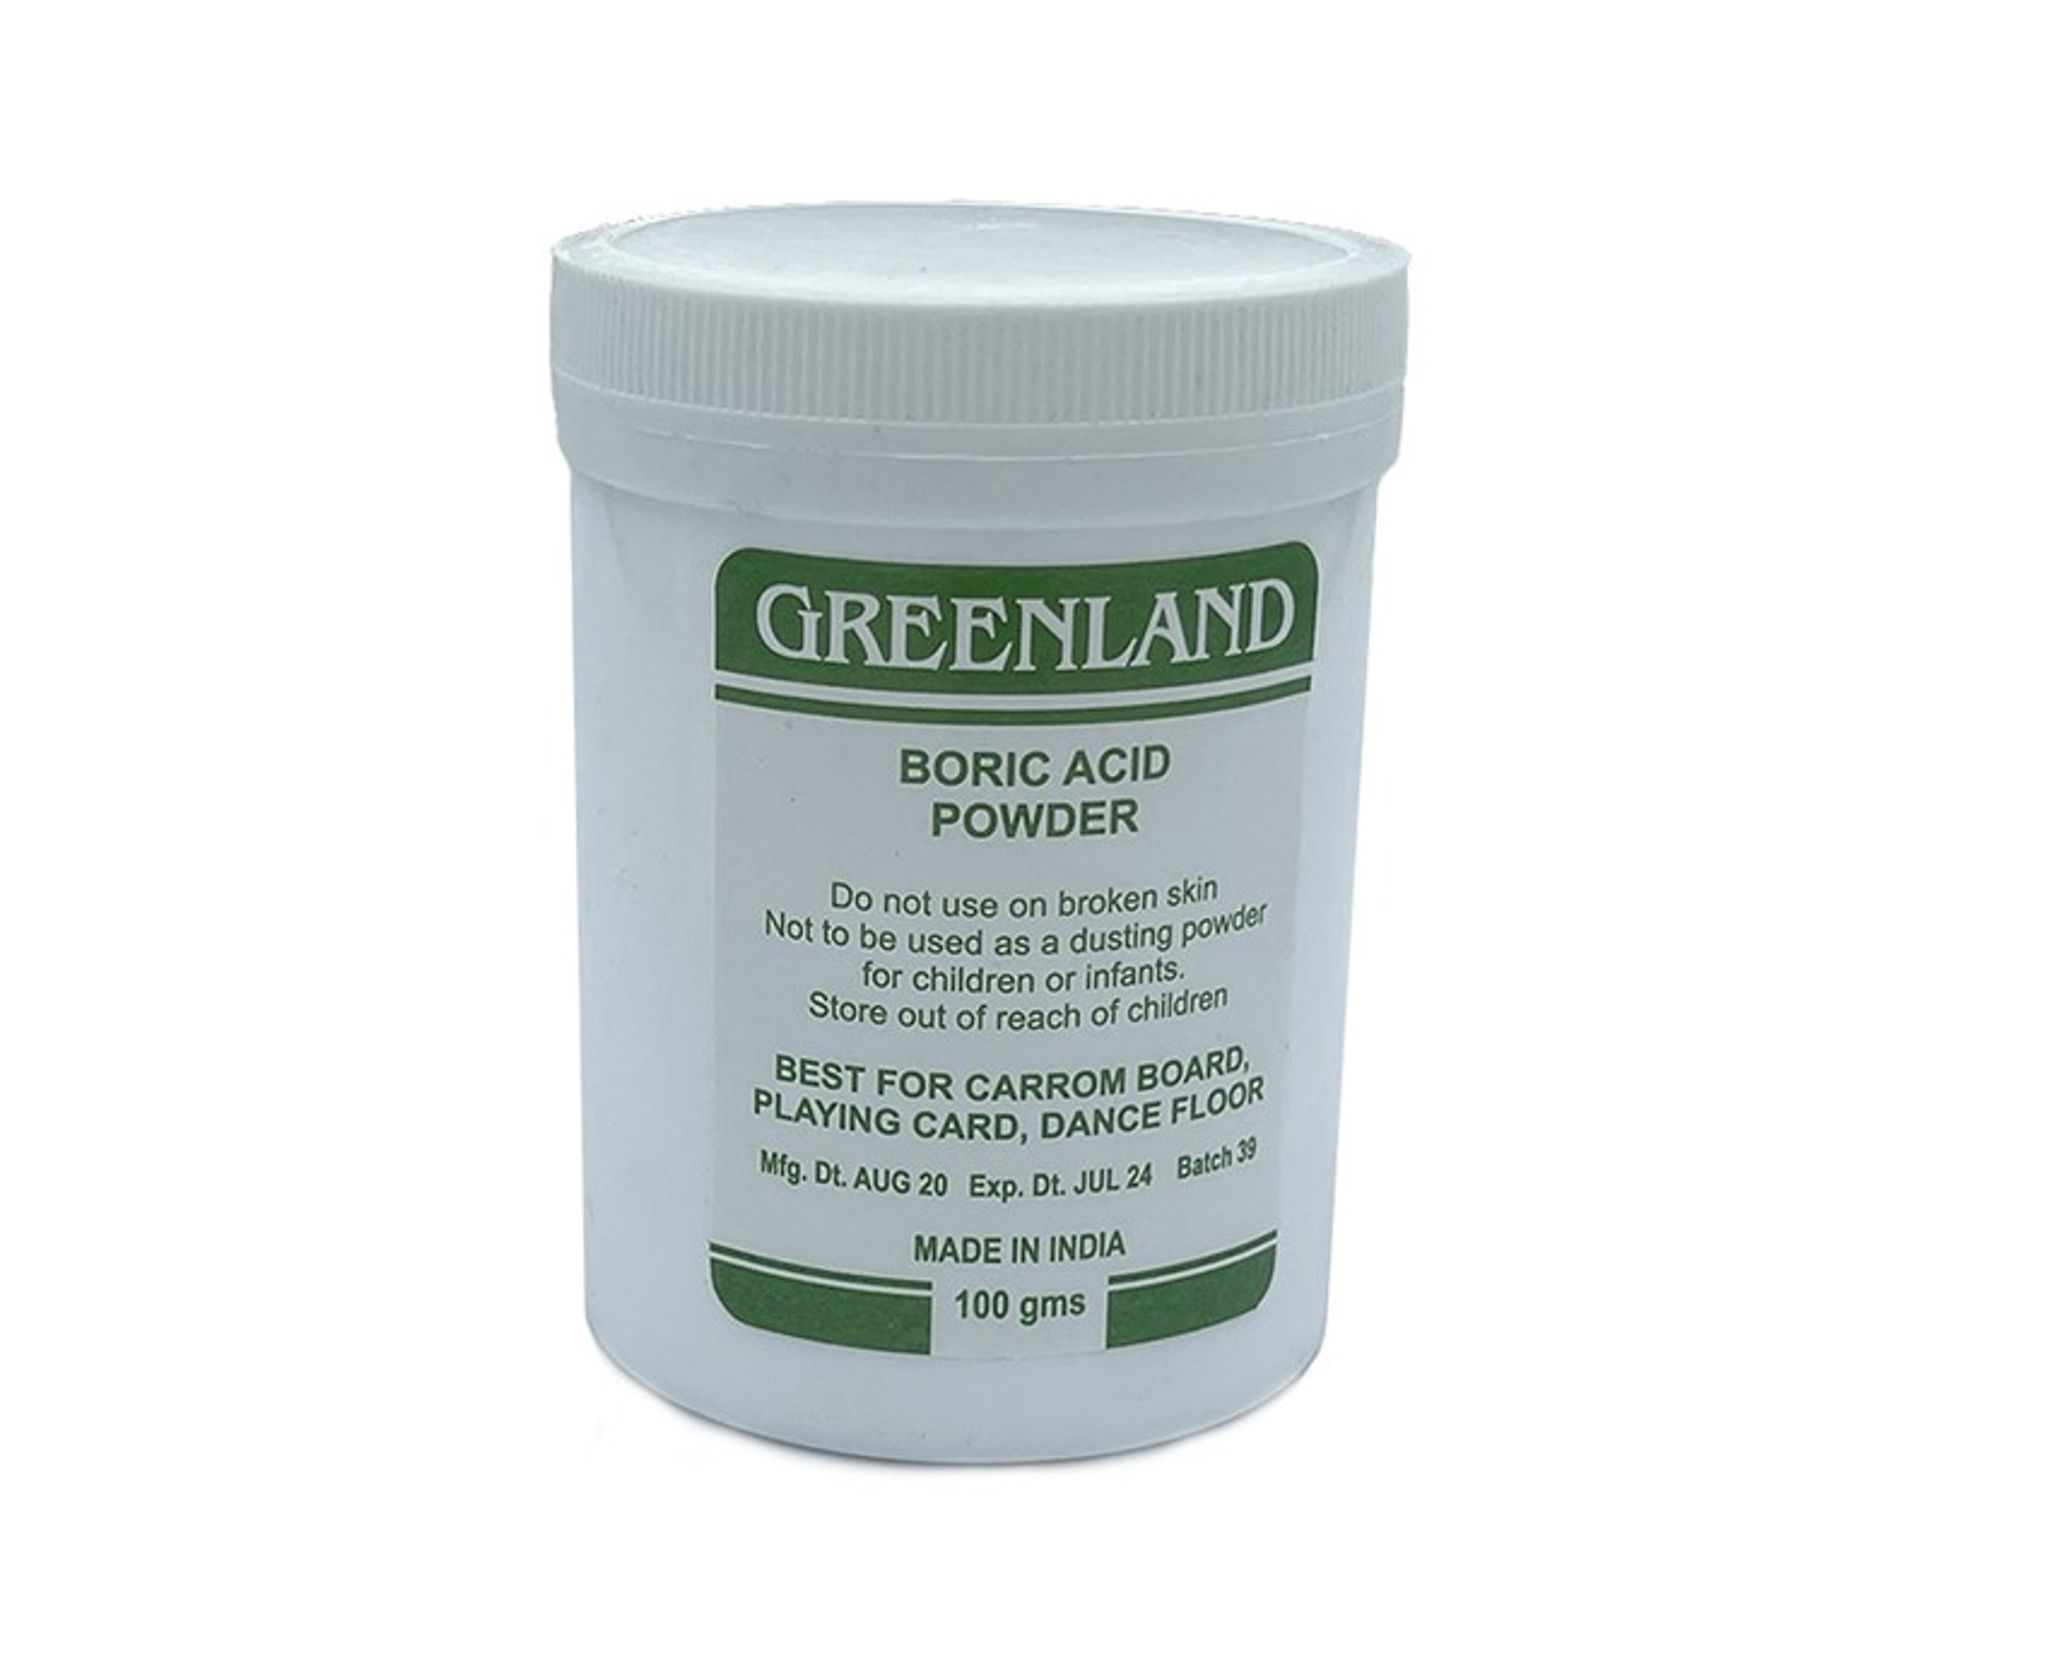 GREENLAND
BORIC ACID
POWDER
Do not use on broken skin
Not to be used as a dusting powder
for children or infants.
Store out of reach of children
BEST FOR CARROM BOARD,
PLAYING CARD, DANCE FLOOR
Mfg. Dt. AUG 20 Exp. Dt. JUL 24 Batch 39
MADE IN INDIA
100 gms